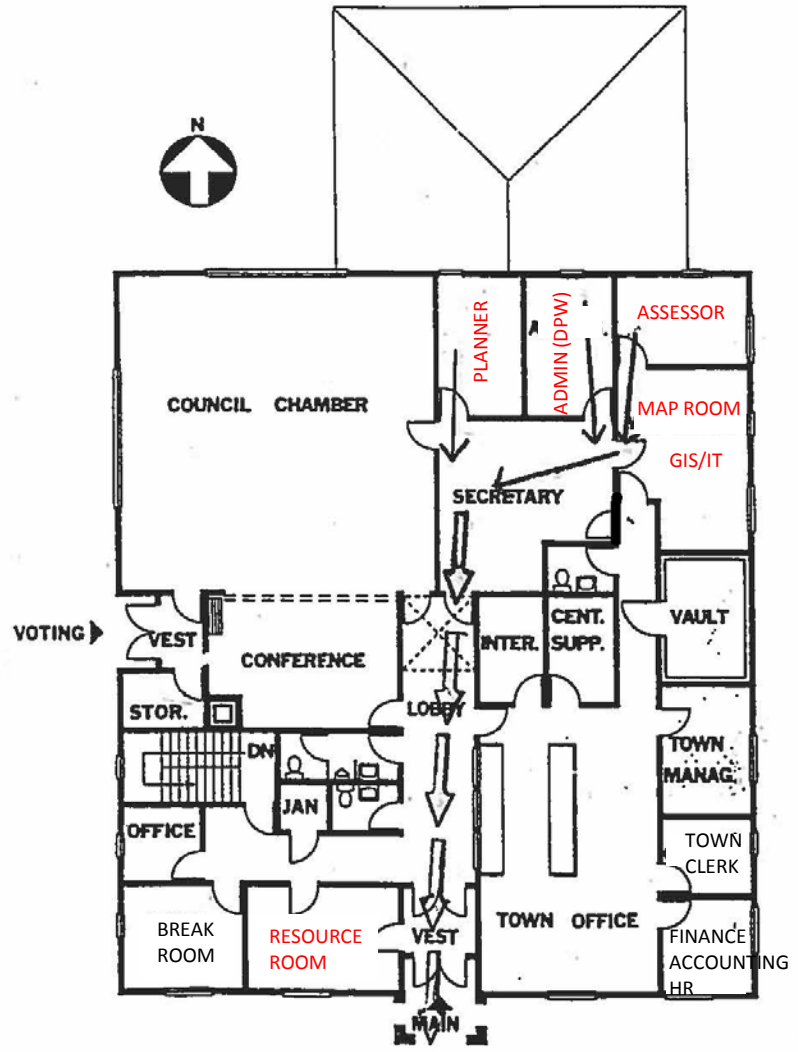 N
PLANNER
ADMIN (DPW)
ASSESSOR
COUNCIL CHAMBER
MAP ROOM
GIS/IT
SECRETARY
VOTING
VEST
CONFERENCE
INTER.
CENT.
SUPP.
VAULT
STOR.
LOBBY
DN
TOWN
MANAG.
JAN
OFFICE
TOWN
CLERK
BREAK
ROOM
RESOURCE
ROOM
VEST
TOWN OFFICE
FINANCE
ACCOUNTING
HR
MAIN